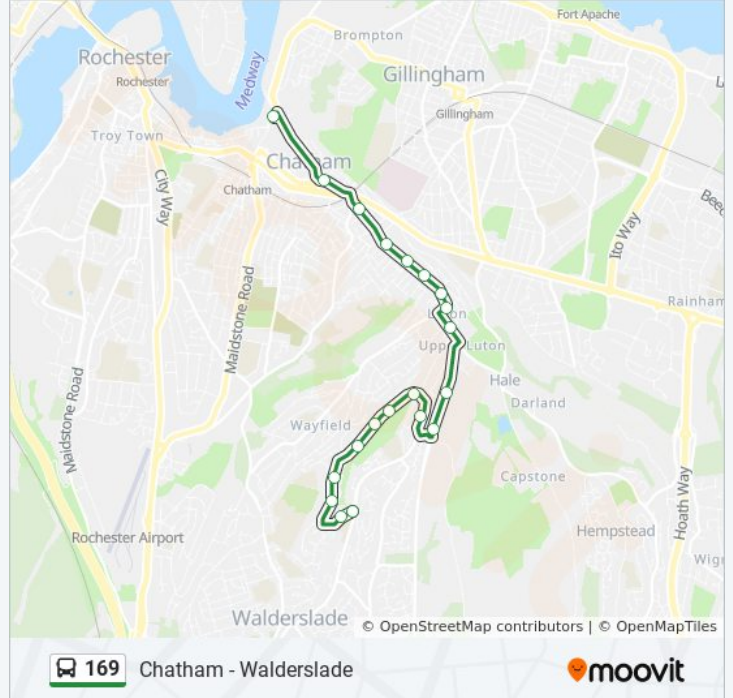 Fort Apache
Brompton
Rochester
Rochester
Medway
Gillingham
Gillingham
Troy Town
Chatham
Chatham
City Way
Ito Way
Maidstone Road
Rainham
Luton
Upper Luton
Hale
Darland
Maidstone Road
Wayfield
Capstone
Hoath Way
Rochester Airport
Hempstead
Wig
Walderslade
© OpenStreetMap contributors | © OpenMapTiles
169 Chatham - Walderslade
moovit